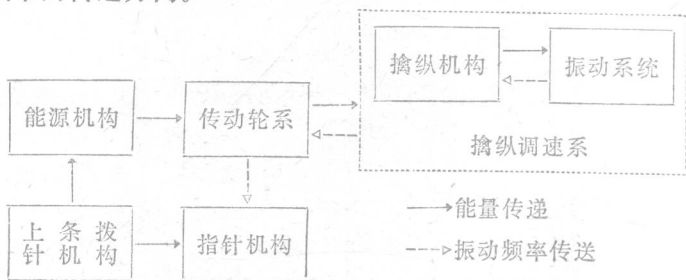 擒纵机构
振动系统
能源机构
传动轮系
擒纵调速系
上条拨
针机构
指针机构
能量传递
振动频率传送